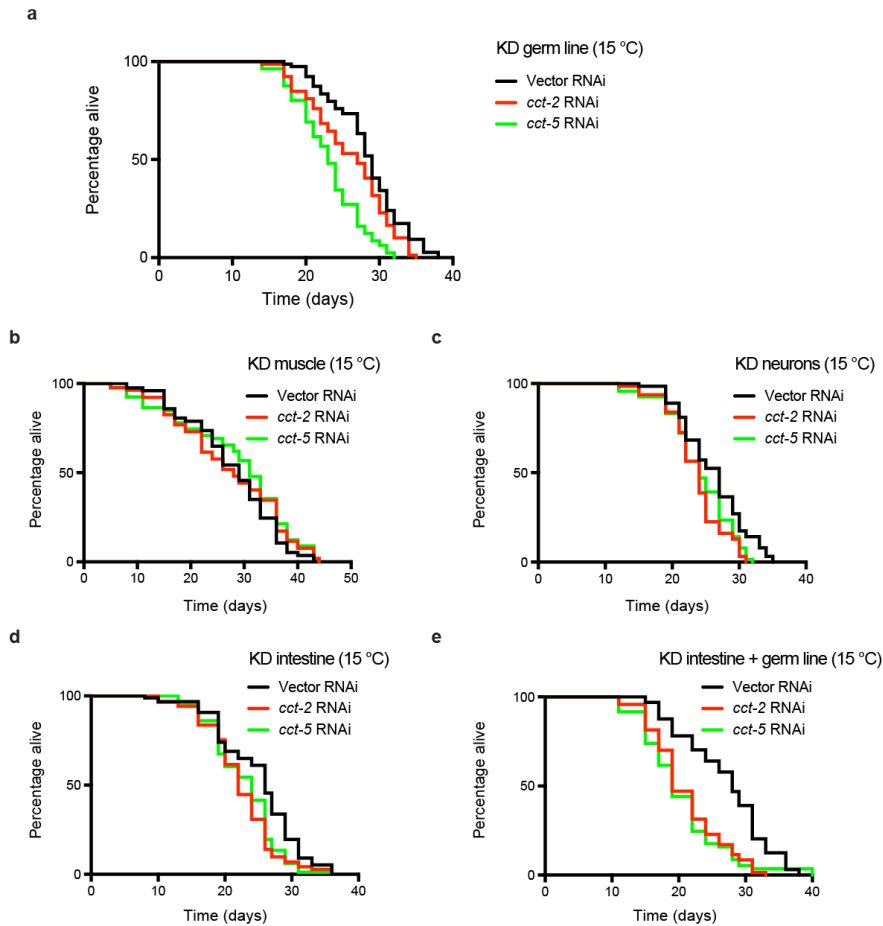 a
KD germ line (15 °C)
Vector RNAi
cct-2 RNAi
cct-5 RNAi
Percentage alive
100
50
0
0 10 20 30 40
Time (days)
b
KD muscle (15 °C)
Vector RNAi
cct-2 RNAi
cct-5 RNAi
Percentage alive
100
50
0
0 10 20 30 40 50
Time (days)
c
KD neurons (15 °C)
Vector RNAi
cct-2 RNAi
cct-5 RNAi
Percentage alive
100
50
0
0 10 20 30 40
Time (days)
d
KD intestine (15 °C)
Vector RNAi
cct-2 RNAi
cct-5 RNAi
Percentage alive
100
50
0
0 10 20 30 40
Time (days)
e
KD intestine + germ line (15 °C)
Vector RNAi
cct-2 RNAi
cct-5 RNAi
Percentage alive
100
50
0
0 10 20 30 40
Time (days)